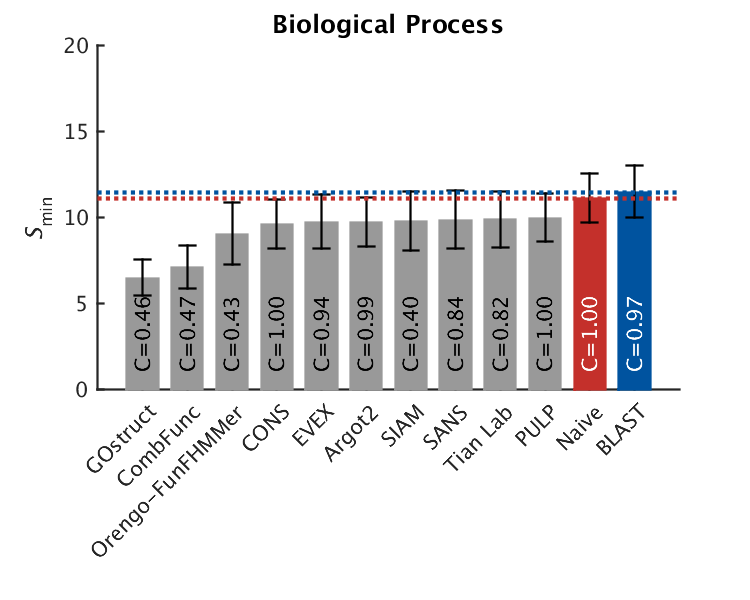 Biological Process
20
15
10
5
0
Smin
C=0.46
C=0.47
C=0.43
C=1.00
C=0.94
C=0.99
C=0.40
C=0.84
C=0.82
C=1.00
C=1.00
C=0.97
GOstruct
CombFunc
Orengo-FunFHMMer
CONS
EVEX
Argot2
SIAM
SANS
Tian Lab
PULP
Naive
BLAST